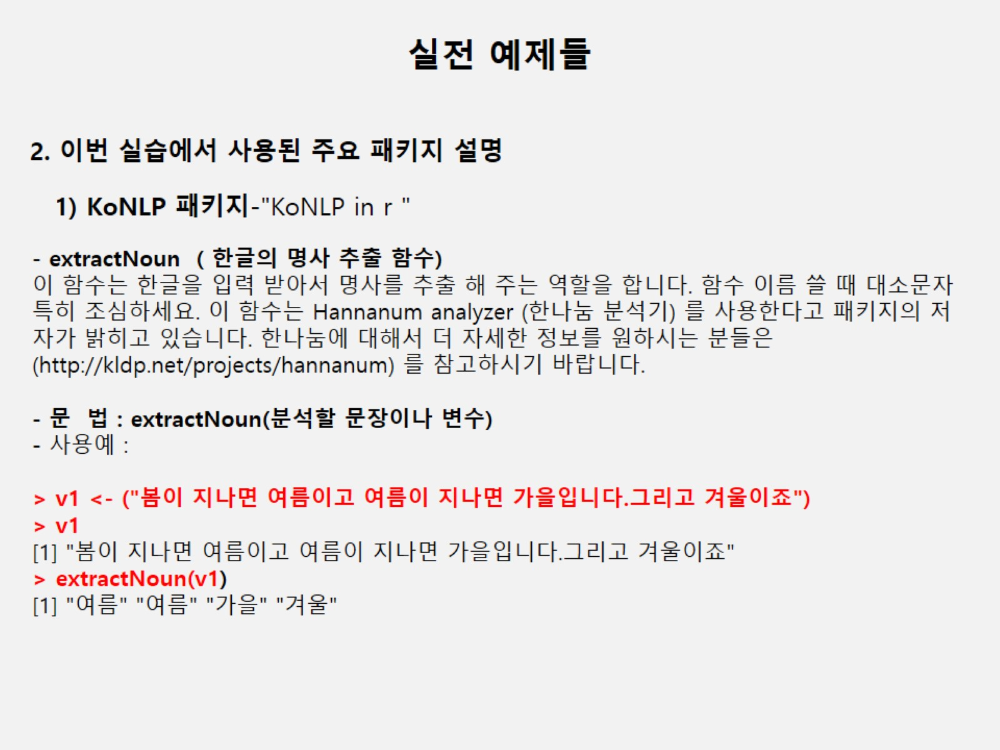 실전 예제들
2. 이번 실습에서 사용된 주요 패키지 설명
1) KoNLP 패키지-"KoNLP in r "
- extractNoun  ( 한글의 명사 추출 함수)
이 함수는 한글을 입력 받아서 명사를 추출 해 주는 역할을 합니다. 함수 이름 쓸 때 대소문자
특히 조심하세요. 이 함수는 Hannanum analyzer (한나눔 분석기) 를 사용한다고 패키지의 저
자가 밝히고 있습니다. 한나눔에 대해서 더 자세한 정보를 원하시는 분들은
(http://kldp.net/projects/hannanum) 를 참고하시기 바랍니다.
- 문  법 : extractNoun(분석할 문장이나 변수)
- 사용예 :
> v1 <- ("봄이 지나면 여름이고 여름이 지나면 가을입니다.그리고 겨울이죠")
> v1
[1] "봄이 지나면 여름이고 여름이 지나면 가을입니다.그리고 겨울이죠"
> extractNoun(v1)
[1] "여름" "여름" "가을" "겨울"